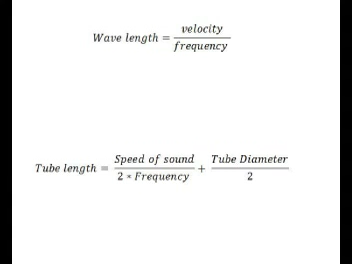 Wave length = velocity / frequency
Tube length = Speed of sound / 2 * Frequency + Tube Diameter / 2